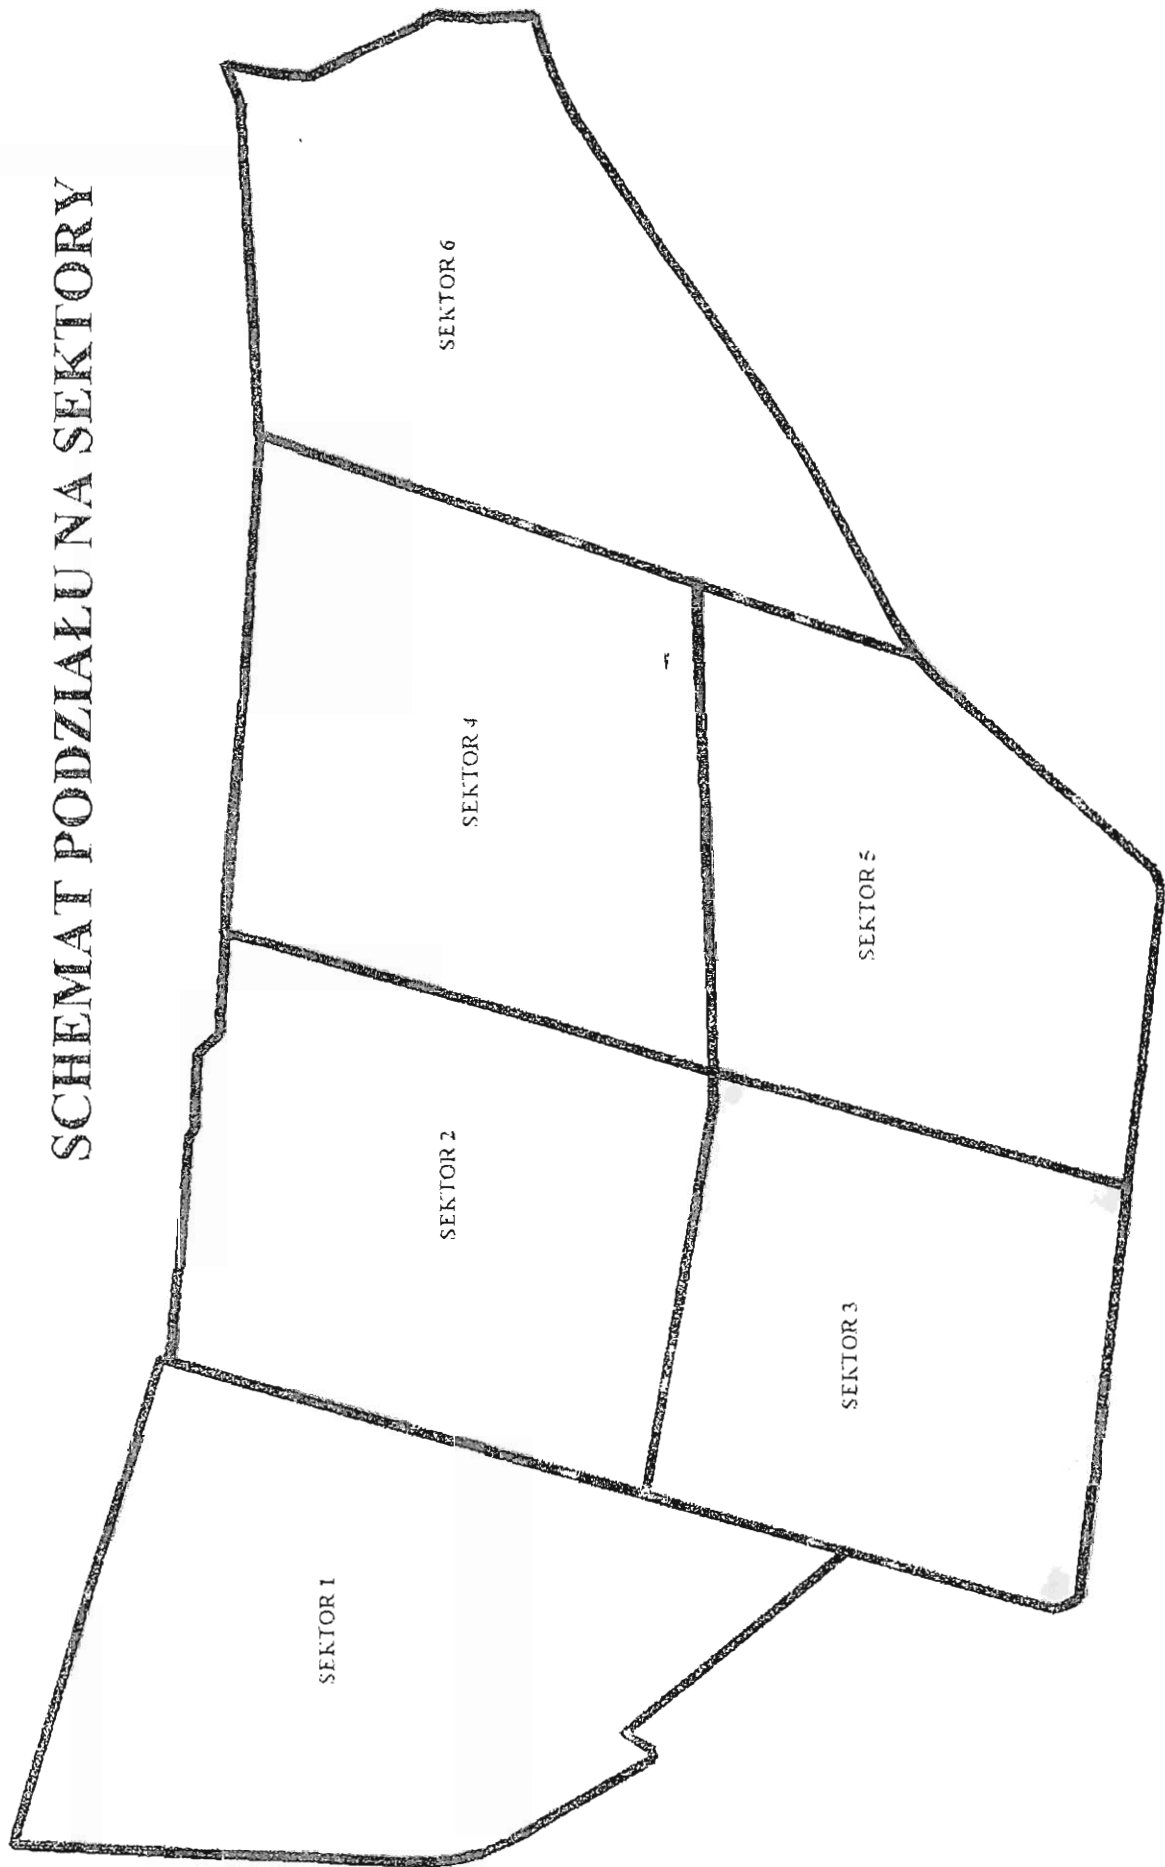 SCHEMAT PODZIAŁU NA SEKTORY
SEKTOR 1
SEKTOR 2
SEKTOR 3
SEKTOR 4
SEKTOR 5
SEKTOR 6